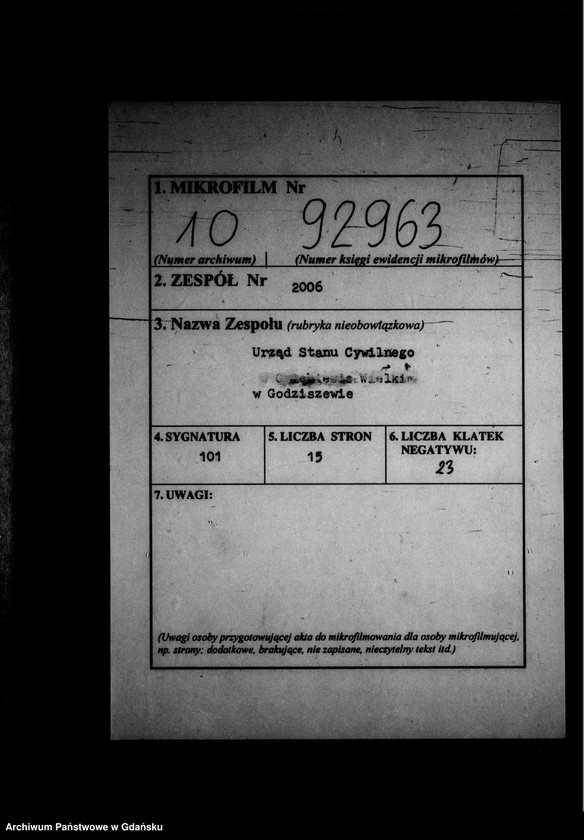 1. MIKROFILM Nr
10 92963
(Numer archiwum) (Numer księgi ewidencji mikrofilmów)
2. ZESPÓŁ Nr 2006
3. Nazwa Zespołu (rubryka nieobowiązkowa)
Urząd Stanu Cywilnego
w Godziszewie
4. SYGNATURA 5. LICZBA STRON 6. LICZBA KLATEK
NEGATYWU:
101 15 23
7. UWAGI:
(Uwagi osoby przygotowującej akta do mikrofilmowania dla osoby mikrofilmującej,
np. strony: dodatkowe, brakujące, nie zapisane, nieczytelny tekst itd.)
Archiwum Państwowe w Gdańsku